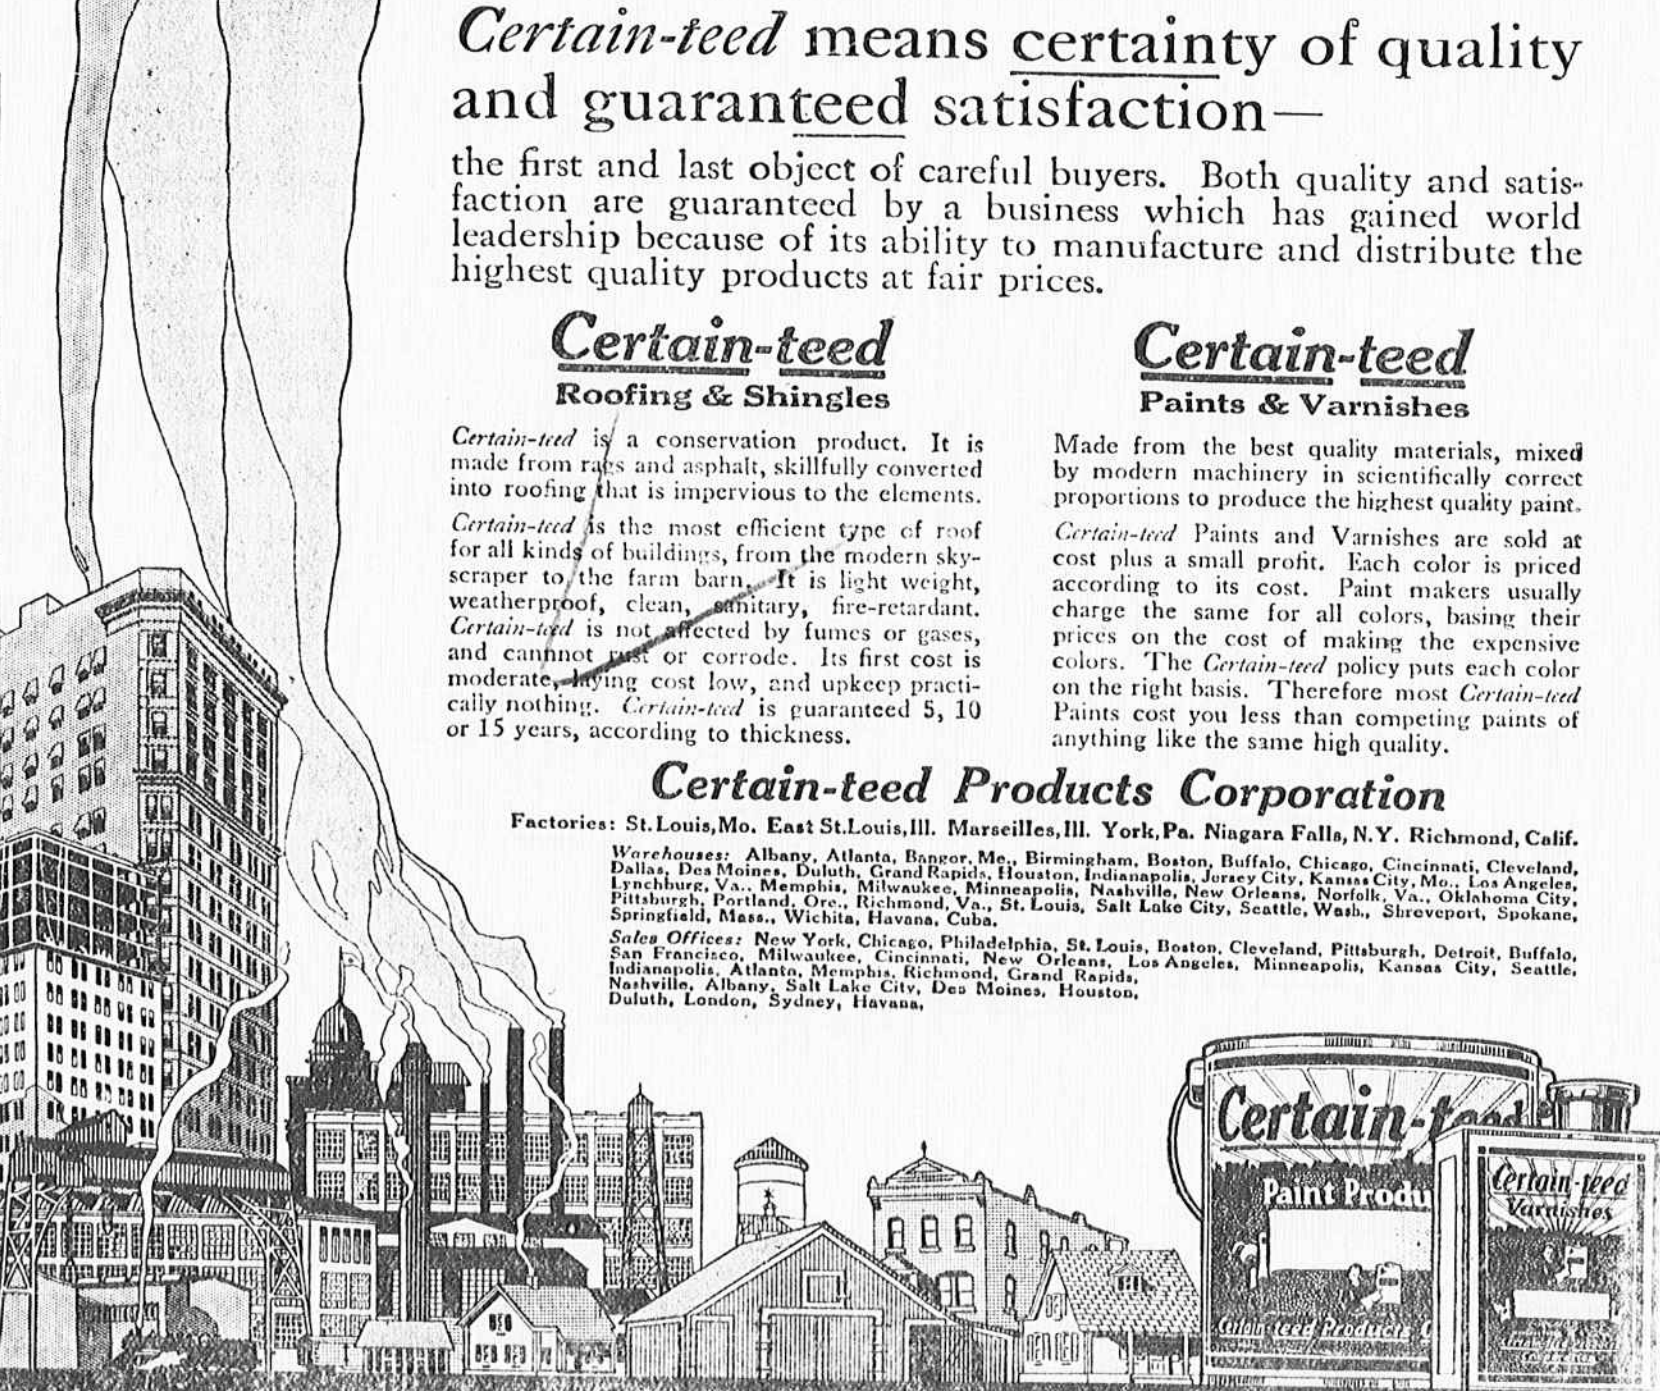 Certain-teed means certainty of quality
and guaranteed satisfaction—
the first and last object of careful buyers. Both quality and satis-
faction are guaranteed by a business which has gained world
leadership because of its ability to manufacture and distribute the
highest quality products at fair prices.
Certain-teed
Roofing & Shingles
Certain-teed is a conservation product. It is
made from rags and asphalt, skillfully converted
into roofing that is impervious to the elements.
Certain-teed is the most efficient type of roof
for all kinds of buildings, from the modern sky-
scraper to the farm barn. It is light weight,
weatherproof, clean, sanitary, fire-retardant.
Certain-teed is not affected by fumes or gases,
and cannnot rust or corrode. Its first cost is
moderate, laying cost low, and upkeep practi-
cally nothing. Certain-teed is guaranteed 5, 10
or 15 years, according to thickness.
Certain-teed
Paints & Varnishes
Made from the best quality materials, mixed
by modern machinery in scientifically correct
proportions to produce the highest quality paint.
Certain-teed Paints and Varnishes are sold at
cost plus a small profit. Each color is priced
according to its cost. Paint makers usually
charge the same for all colors, basing their
prices on the cost of making the expensive
colors. The Certain-teed policy puts each color
on the right basis. Therefore most Certain-teed
Paints cost you less than competing paints of
anything like the same high quality.
Certain-teed Products Corporation
Factories: St. Louis, Mo. East St. Louis, Ill. Marseilles, Ill. York, Pa. Niagara Falls, N.Y. Richmond, Calif.
Warehouses: Albany, Atlanta, Bangor, Me., Birmingham, Boston, Buffalo, Chicago, Cincinnati, Cleveland,
Dallas, Des Moines, Duluth, Grand Rapids, Houston, Indianapolis, Jersey City, Kansas City, Mo., Los Angeles,
Lynchburg, Va., Memphis, Milwaukee, Minneapolis, Nashville, New Orleans, Norfolk, Va., Oklahoma City,
Pittsburgh, Portland, Ore., Richmond, Va., St. Louis, Salt Lake City, Seattle, Wash., Shreveport, Spokane,
Springfield, Mass., Wichita, Havana, Cuba.
Sales Offices: New York, Chicago, Philadelphia, St. Louis, Boston, Cleveland, Pittsburgh, Detroit, Buffalo,
San Francisco, Milwaukee, Cincinnati, New Orleans, Los Angeles, Minneapolis, Kansas City, Seattle,
Indianapolis, Atlanta, Memphis, Richmond, Grand Rapids,
Nashville, Albany, Salt Lake City, Des Moines, Houston,
Duluth, London, Sydney, Havana,
Certain-teed
Paint Produ
Certain-teed Products
Certain-teed
Varnishes